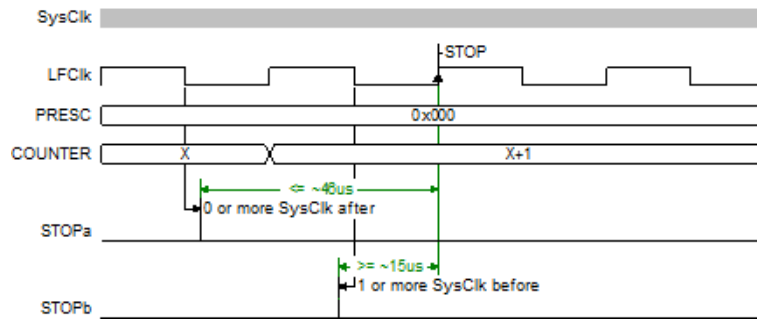 SysClk
STOP
LFClk
PRESC 0x000
COUNTER X X+1
<= ~46us
0 or more SysClk after
STOPa
>= ~15us
1 or more SysClk before
STOPb